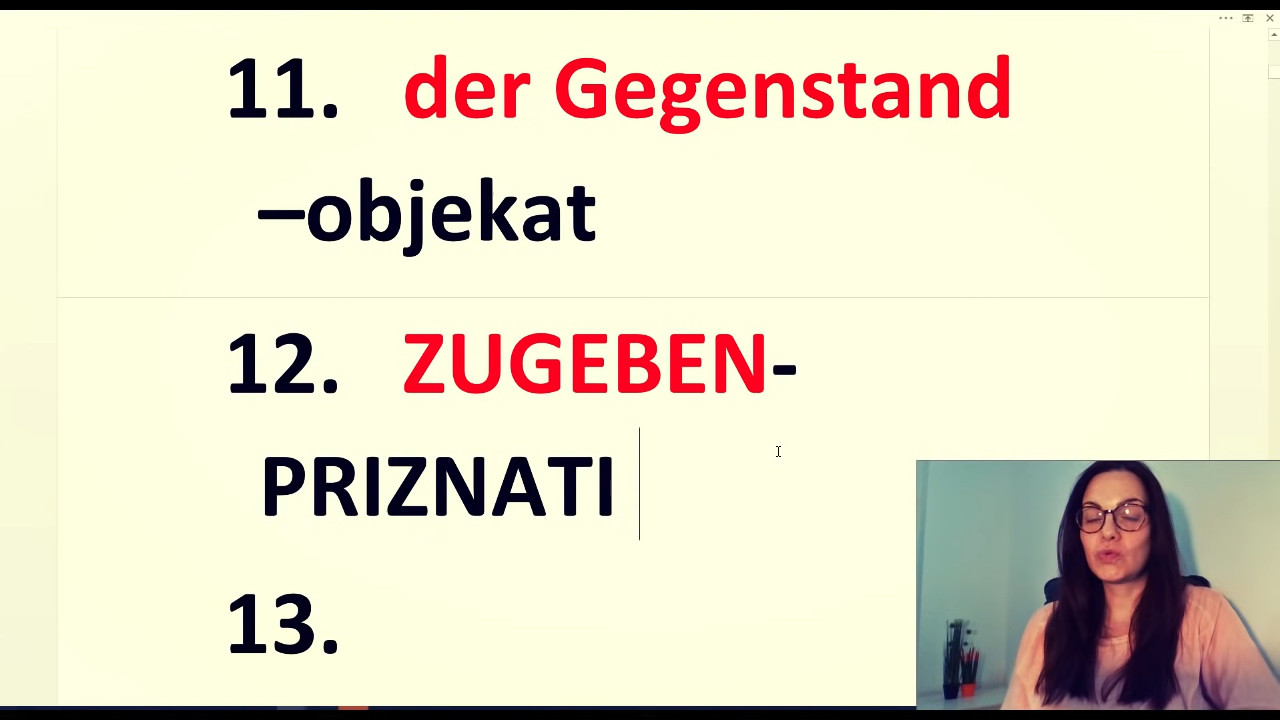 11. der Gegenstand
–objekat
12. ZUGEBEN-
PRIZNATI
13.